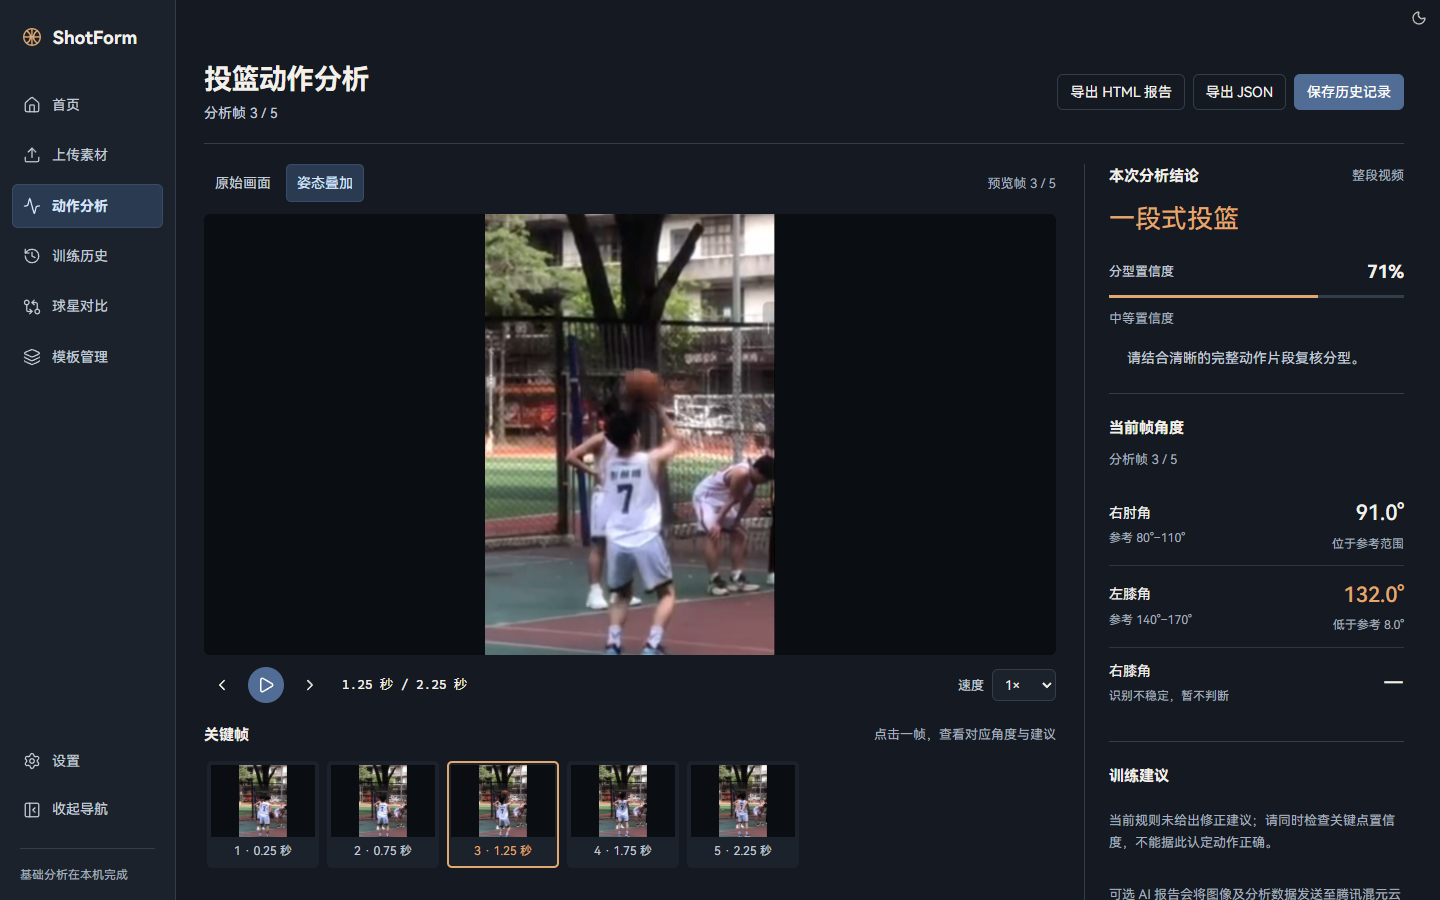 ShotForm
首页
上传素材
动作分析
训练历史
球星对比
模板管理
设置
收起导航
基础分析在本机完成
投篮动作分析
分析帧 3 / 5
导出 HTML 报告
导出 JSON
保存历史记录
原始画面
姿态叠加
预览帧 3 / 5
7
1.25 秒 / 2.25 秒
速度
1×
关键帧
点击一帧，查看对应角度与建议
1 · 0.25 秒
2 · 0.75 秒
3 · 1.25 秒
4 · 1.75 秒
5 · 2.25 秒
本次分析结论
整段视频
一段式投篮
分型置信度
71%
中等置信度
请结合清晰的完整动作片段复核分型。
当前帧角度
分析帧 3 / 5
右肘角
91.0°
参考 80°–110°
位于参考范围
左膝角
132.0°
参考 140°–170°
低于参考 8.0°
右膝角
—
识别不稳定，暂不判断
训练建议
当前规则未给出修正建议；请同时检查关键点置信
度，不能据此认定动作正确。
可选 AI 报告会将图像及分析数据发送至腾讯混元云